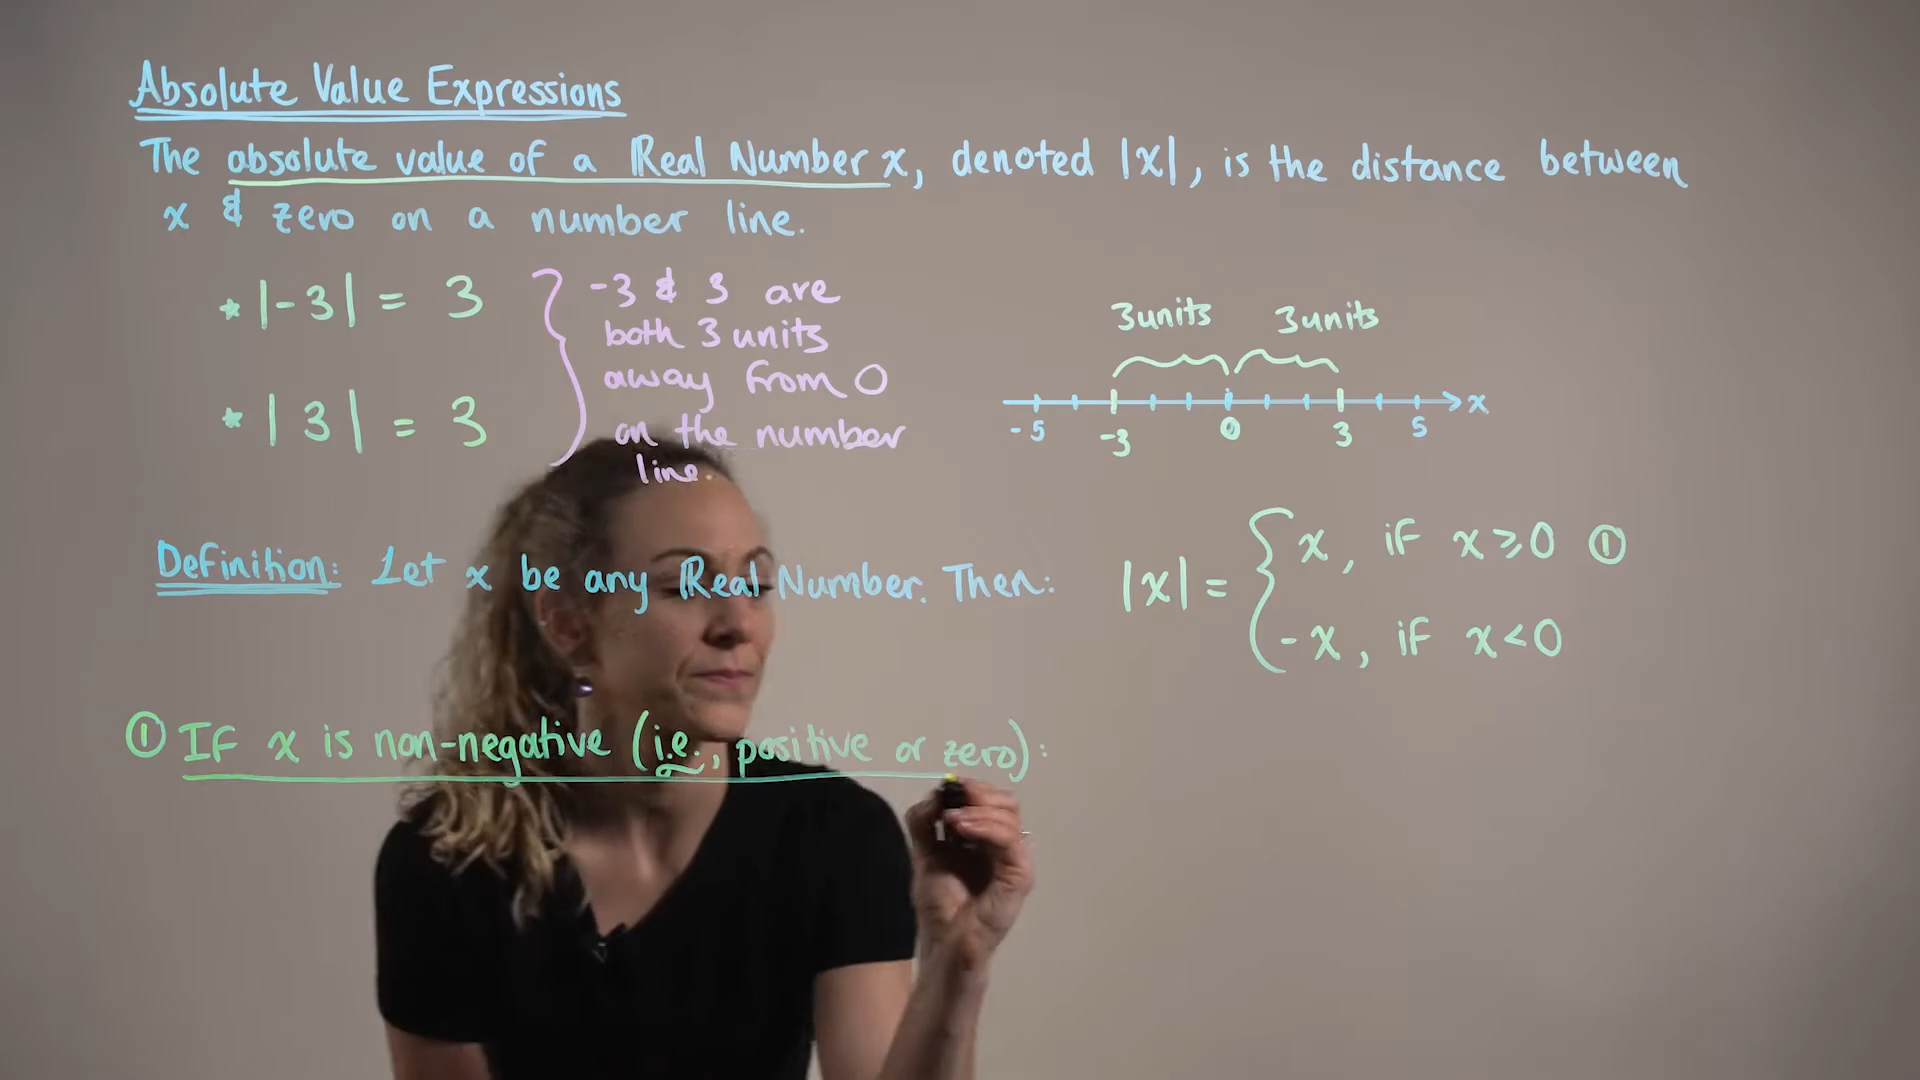 Absolute Value Expressions
The absolute value of a Real Number x, denoted |x|, is the distance between
x & zero on a number line.
* |-3| = 3
* |3| = 3
-3 & 3 are
both 3 units
away from 0
on the number
line.
3units 3units
-5 -3 0 3 5 x
Definition: Let x be any Real Number. Then:
|x| = { x, if x ≥ 0 ①
-x, if x < 0
① If x is non-negative (i.e., positive or zero):